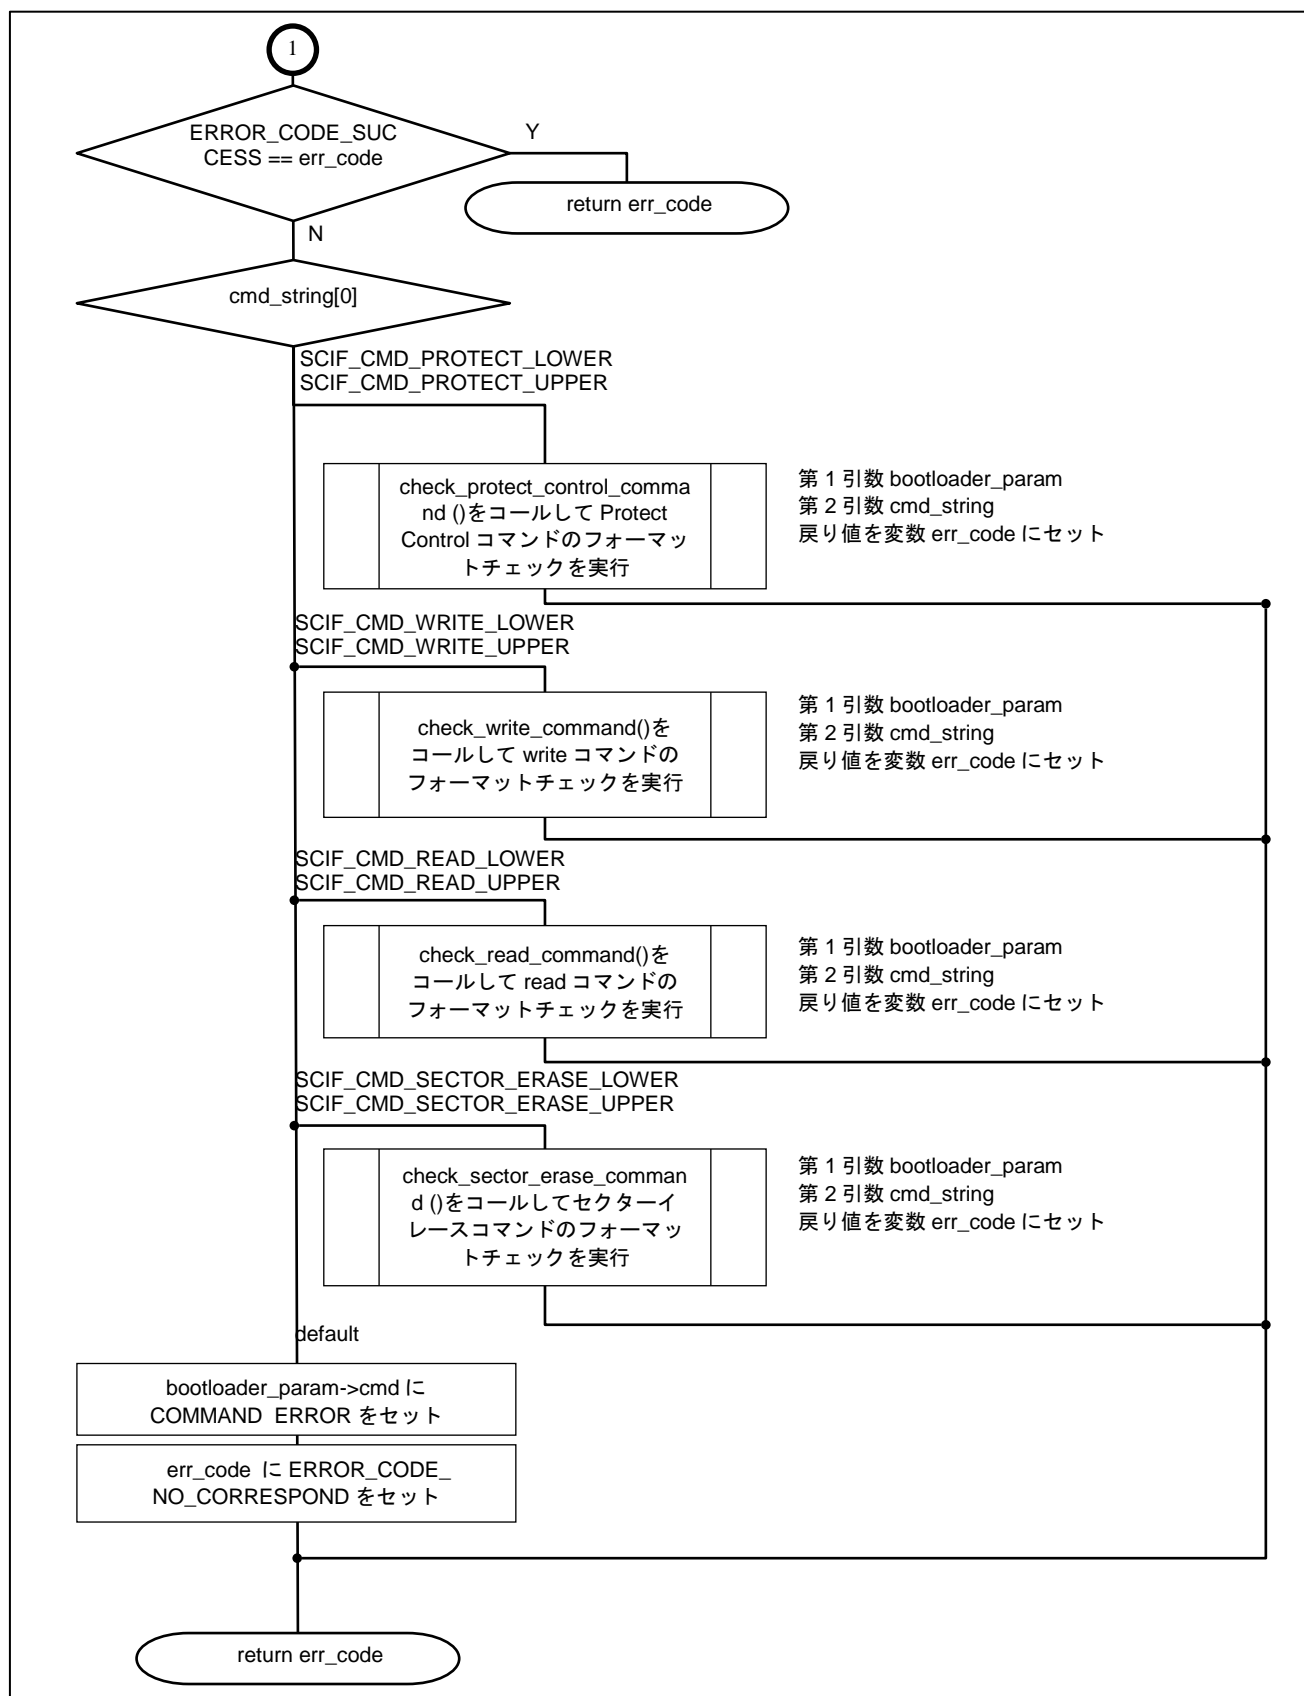 1
ERROR_CODE_SUC
CESS == err_code
Y
return err_code
N
cmd_string[0]
SCIF_CMD_PROTECT_LOWER
SCIF_CMD_PROTECT_UPPER
check_protect_control_comma
nd ()をコールして Protect
Control コマンドのフォーマッ
トチェックを実行
第 1 引数 bootloader_param
第 2 引数 cmd_string
戻り値を変数 err_code にセット
SCIF_CMD_WRITE_LOWER
SCIF_CMD_WRITE_UPPER
check_write_command()を
コールして write コマンドの
フォーマットチェックを実行
第 1 引数 bootloader_param
第 2 引数 cmd_string
戻り値を変数 err_code にセット
SCIF_CMD_READ_LOWER
SCIF_CMD_READ_UPPER
check_read_command()を
コールして read コマンドの
フォーマットチェックを実行
第 1 引数 bootloader_param
第 2 引数 cmd_string
戻り値を変数 err_code にセット
SCIF_CMD_SECTOR_ERASE_LOWER
SCIF_CMD_SECTOR_ERASE_UPPER
check_sector_erase_comman
d ()をコールしてセクターイ
レースコマンドのフォーマッ
トチェックを実行
第 1 引数 bootloader_param
第 2 引数 cmd_string
戻り値を変数 err_code にセット
default
bootloader_param->cmd に
COMMAND_ERROR をセット
err_code に ERROR_CODE_
NO_CORRESPOND をセット
return err_code